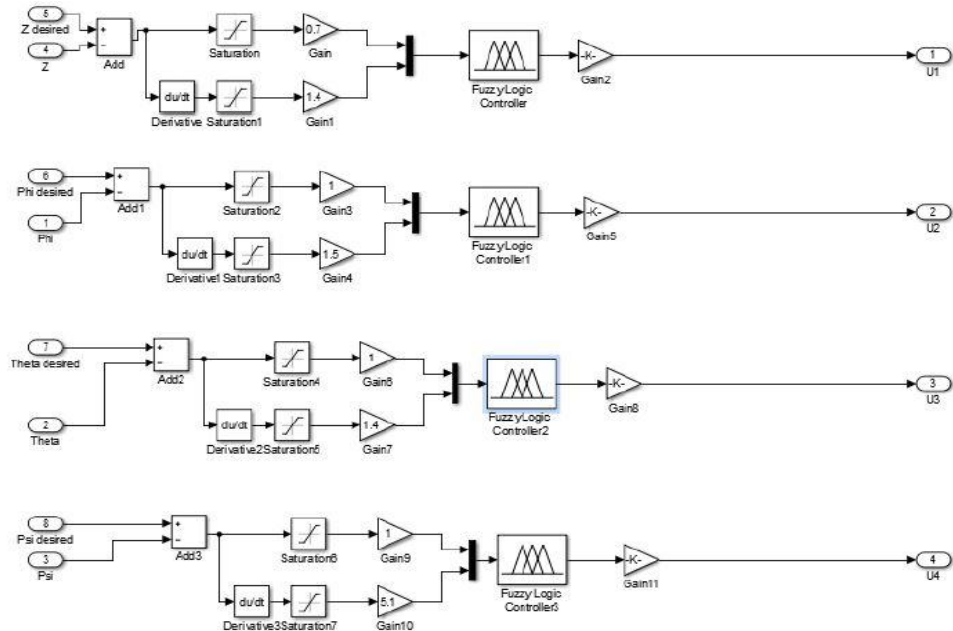 5
Z desired
4
Z
+
−
Add
Saturation
0.7
Gain
du/dt
Derivative
Saturation1
1.4
Gain1
Fuzzy Logic
Controller
-K-
Gain2
1
U1
6
Phi desired
1
Phi
+
−
Add1
Saturation2
1
Gain3
du/dt
Derivative1
Saturation3
1.5
Gain4
Fuzzy Logic
Controller1
-K-
Gain5
2
U2
7
Theta desired
2
Theta
+
−
Add2
Saturation4
1
Gain6
du/dt
Derivative2
Saturation5
1.4
Gain7
Fuzzy Logic
Controller2
-K-
Gain8
3
U3
8
Psi desired
3
Psi
+
−
Add3
Saturation6
1
Gain9
du/dt
Derivative3
Saturation7
5.1
Gain10
Fuzzy Logic
Controller3
-K-
Gain11
4
U4